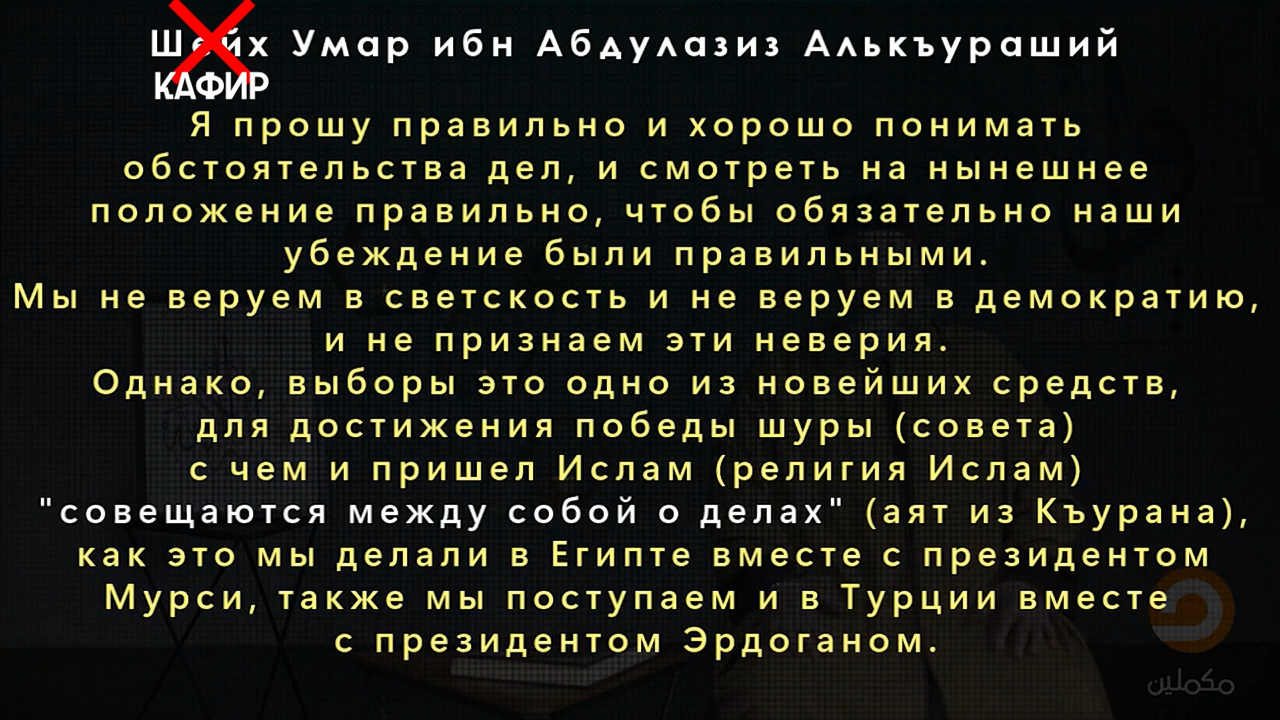 Шейх Умар ибн Абдулазиз Алькъураший
КАФИР
Я прошу правильно и хорошо понимать
обстоятельства дел, и смотреть на нынешнее
положение правильно, чтобы обязательно наши
убеждение были правильными.
Мы не веруем в светскость и не веруем в демократию,
и не признаем эти неверия.
Однако, выборы это одно из новейших средств,
для достижения победы шуры (совета)
с чем и пришел Ислам (религия Ислам)
"совещаются между собой о делах" (аят из Къурана),
как это мы делали в Египте вместе с президентом
Мурси, также мы поступаем и в Турции вместе
с президентом Эрдоганом.
مكملين